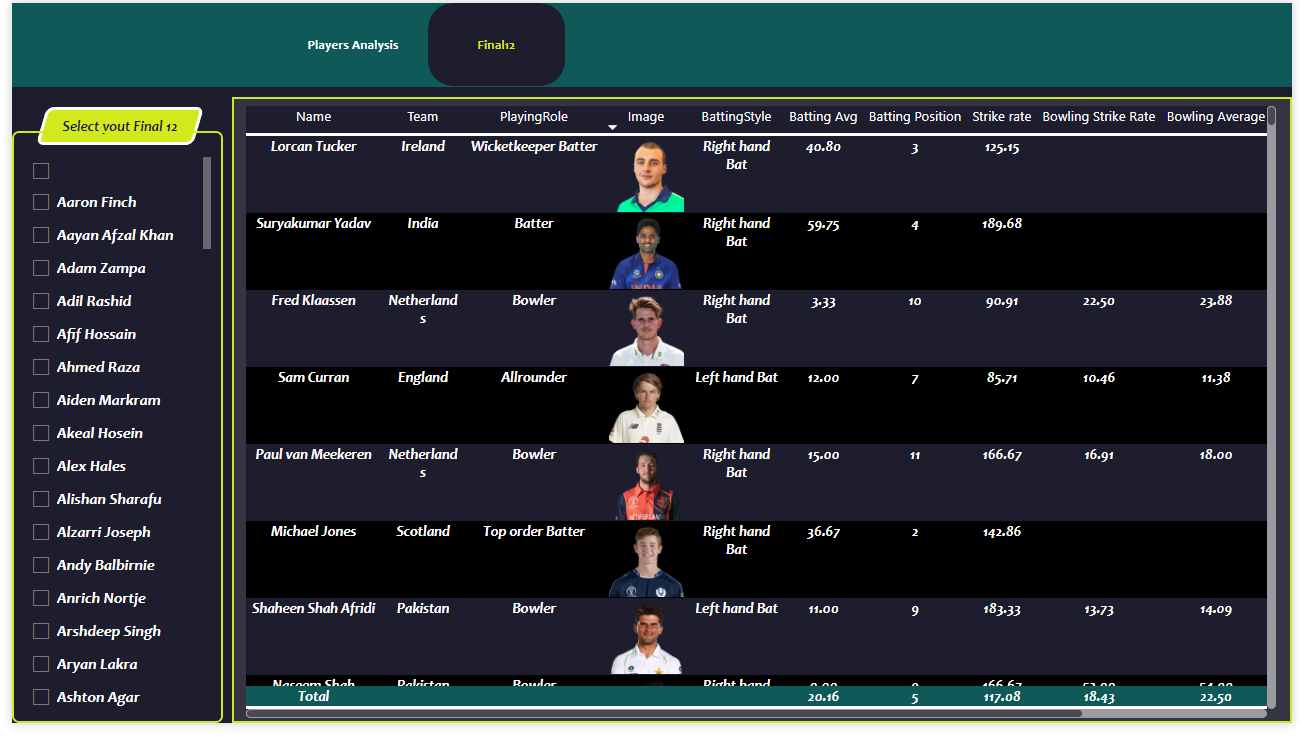 Players Analysis
Final12
Select yout Final 12
Aaron Finch
Aayan Afzal Khan
Adam Zampa
Adil Rashid
Afif Hossain
Ahmed Raza
Aiden Markram
Akeal Hosein
Alex Hales
Alishan Sharafu
Alzarri Joseph
Andy Balbirnie
Anrich Nortje
Arshdeep Singh
Aryan Lakra
Ashton Agar
Name Team PlayingRole Image BattingStyle Batting Avg Batting Position Strike rate Bowling Strike Rate Bowling Average
Lorcan Tucker Ireland Wicketkeeper Batter Right hand 40.80 3 125.15
Bat
Suryakumar Yadav India Batter Right hand 59.75 4 189.68
Bat
INDIA
Fred Klaassen Netherland Bowler Right hand 3.33 10 90.91 22.50 23.88
s Bat
Sam Curran England Allrounder Left hand Bat 12.00 7 85.71 10.46 11.38
Paul van Meekeren Netherland Bowler Right hand 15.00 11 166.67 16.91 18.00
s Bat
Michael Jones Scotland Top order Batter Right hand 36.67 2 142.86
Bat
Shaheen Shah Afridi Pakistan Bowler Left hand Bat 11.00 9 183.33 13.73 14.09
Naseem Shah Pakistan Bowler Right hand
Total 20.16 5 117.08 18.43 22.50